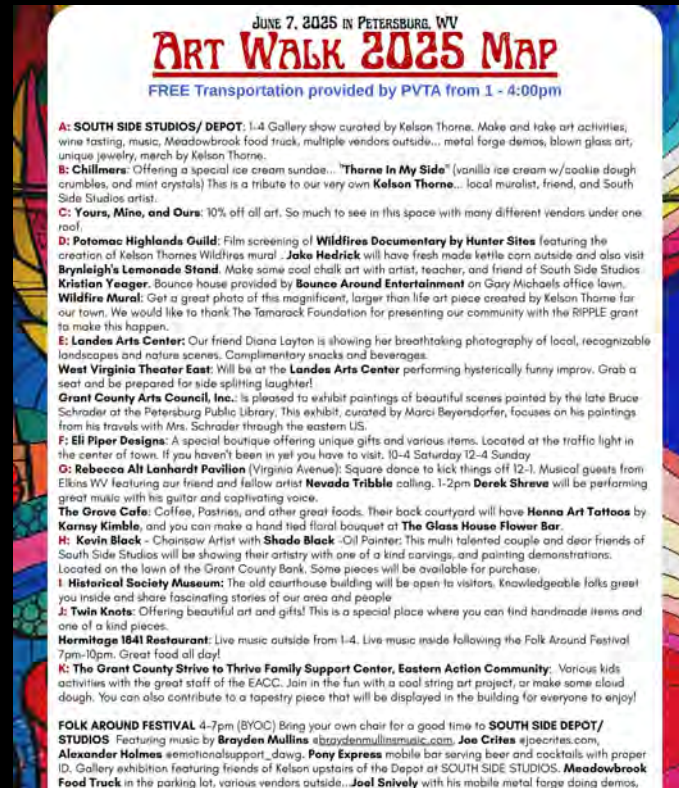 JUNE 7, 2025 IN PETERSBURG, WV
ART WALK 2025 MAP
FREE Transportation provided by PVTA from 1 - 4:00pm
A: SOUTH SIDE STUDIOS/ DEPOT: 1-4 Gallery show curated by Kelson Thorne. Make and take art activities,
wine tasting, music, Meadowbrook food truck, multiple vendors outside... metal forge demos, blown glass art,
unique jewelry, merch by Kelson Thorne.
B: Chillmers: Offering a special ice cream sundae... "Thorne In My Side" (vanilla ice cream w/cookie dough
crumbles, and mint crystals) This is a tribute to our very own Kelson Thorne... local muralist, friend, and South
Side Studios artist.
C: Yours, Mine, and Ours: 10% off all art. So much to see in this space with many different vendors under one
roof.
D: Potomac Highlands Guild: Film screening of Wildfires Documentary by Hunter Sites featuring the
creation of Kelson Thornes Wildfires mural . Jake Hedrick will have fresh made kettle corn outside and also visit
Brynleigh's Lemonade Stand. Make some cool chalk art with artist, teacher, and friend of South Side Studios
Kristian Yeager. Bounce house provided by Bounce Around Entertainment on Gary Michaels office lawn.
Wildfire Mural: Get a great photo of this magnificent, larger than life art piece created by Kelson Thorne for
our town. We would like to thank The Tamarack Foundation for presenting our community with the RIPPLE grant
to make this happen.
E: Landes Arts Center: Our friend Diana Layton is showing her breathtaking photography of local, recognizable
landscapes and nature scenes. Complimentary snacks and beverages.
West Virginia Theater East: Will be at the Landes Arts Center performing hysterically funny improv. Grab a
seat and be prepared for side splitting laughter!
Grant County Arts Council, Inc.: is pleased to exhibit paintings of beautiful scenes painted by the late Bruce
Schrader at the Petersburg Public Library. This exhibit, curated by Marci Beyersdorfer, focuses on his paintings
from his travels with Mrs. Schrader through the eastern US.
F: Eli Piper Designs: A special boutique offering unique gifts and various items. Located at the traffic light in
the center of town. If you haven't been in yet you have to visit. 10-4 Saturday 12-4 Sunday
G: Rebecca Alt Lanhardt Pavilion (Virginia Avenue): Square dance to kick things off 12-1. Musical guests from
Elkins WV featuring our friend and fellow artist Nevada Tribble calling. 1-2pm Derek Shreve will be performing
great music with his guitar and captivating voice.
The Grove Cafe: Coffee, Pastries, and other great foods. Their back courtyard will have Henna Art Tattoos by
Karnsy Kimble, and you can make a hand tied floral bouquet at The Glass House Flower Bar.
H: Kevin Black - Chainsaw Artist with Shade Black -Oil Painter: This multi talented couple and dear friends of
South Side Studios will be showing their artistry with one of a kind carvings, and painting demonstrations.
Located on the lawn of the Grant County Bank. Some pieces will be available for purchase.
I Historical Society Museum: The old courthouse building will be open to visitors. Knowledgeable folks greet
you inside and share fascinating stories of our area and people
J: Twin Knots: Offering beautiful art and gifts! This is a special place where you can find handmade items and
one of a kind pieces.
Hermitage 1841 Restaurant: Live music outside from 1-4. Live music inside following the Folk Around Festival
7pm-10pm. Great food all day!
K: The Grant County Strive to Thrive Family Support Center, Eastern Action Community: Various kids
activities with the great staff of the EACC. Join in the fun with a cool string art project, or make some cloud
dough. You can also contribute to a tapestry piece that will be displayed in the building for everyone to enjoy!
FOLK AROUND FESTIVAL 4-7pm (BYOC) Bring your own chair for a good time to SOUTH SIDE DEPOT/
STUDIOS Featuring music by Brayden Mullins @braydenmullinsmusic.com, Joe Crites @joecrites.com,
Alexander Holmes @emotionalsupport_dawg. Pony Express mobile bar serving beer and cocktails with proper
ID. Gallery exhibition featuring friends of Kelson upstairs of the Depot at SOUTH SIDE STUDIOS. Meadowbrook
Food Truck in the parking lot, various vendors outside...Joel Snively with his mobile metal forge doing demos,